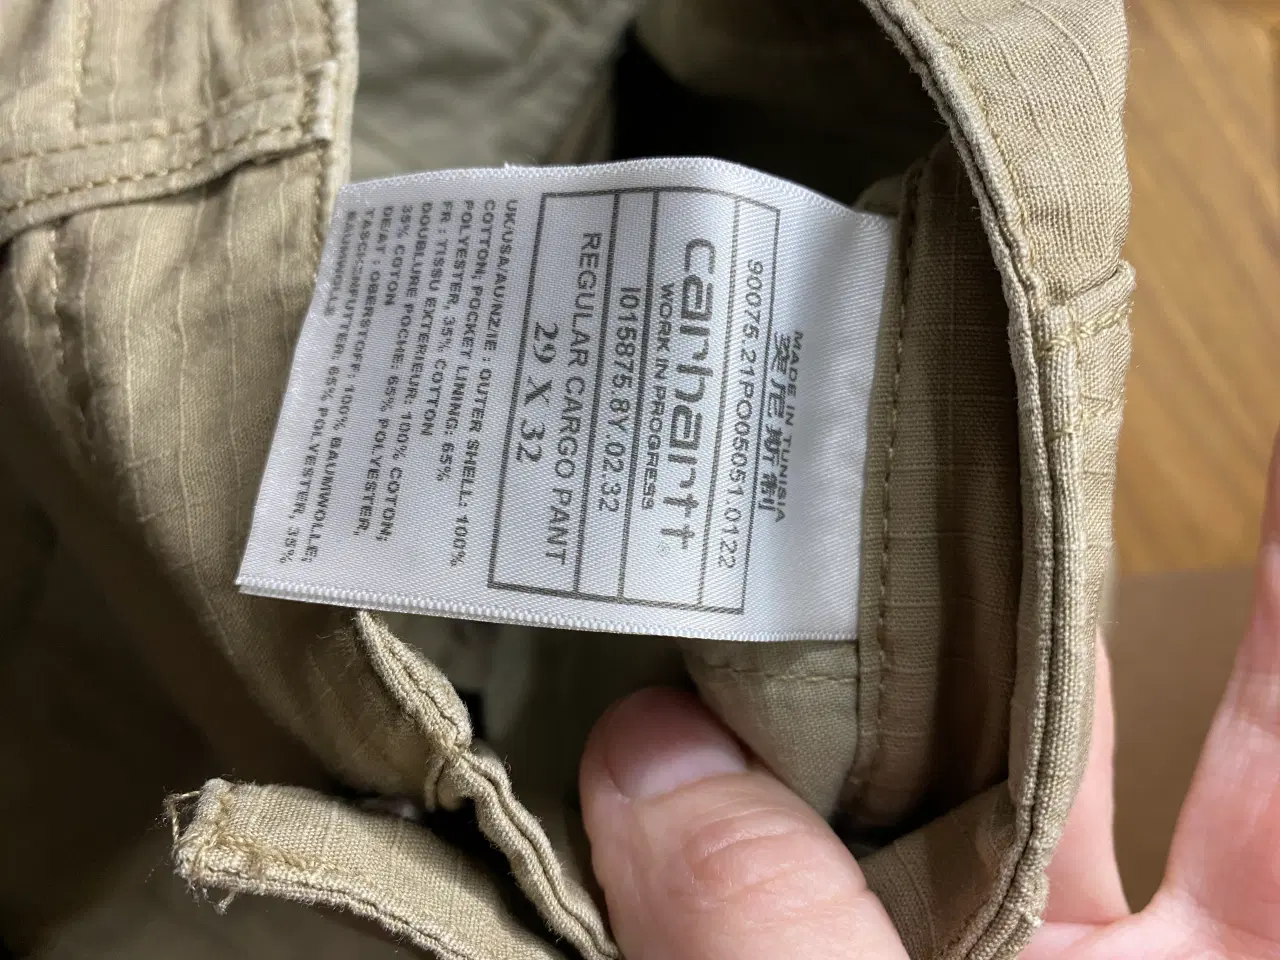 MADE IN TUNISIA
突尼斯制
90075.21PO05051.0122
carhartt®
WORK IN PROGRESS
I015875.8Y.02.32
REGULAR CARGO PANT
29 X 32
UK/USA/AU/NZ/IE : OUTER SHELL: 100%
COTTON; POCKET LINING: 65%
POLYESTER, 35% COTTON
FR : TISSU EXTERIEUR: 100% COTON;
DOUBLURE POCHE: 65% POLYESTER,
35% COTON
DE/AT : OBERSTOFF: 100% BAUMWOLLE;
TASCKSENFUTTER: 65% POLYESTER, 35%
BAUMWOLLE